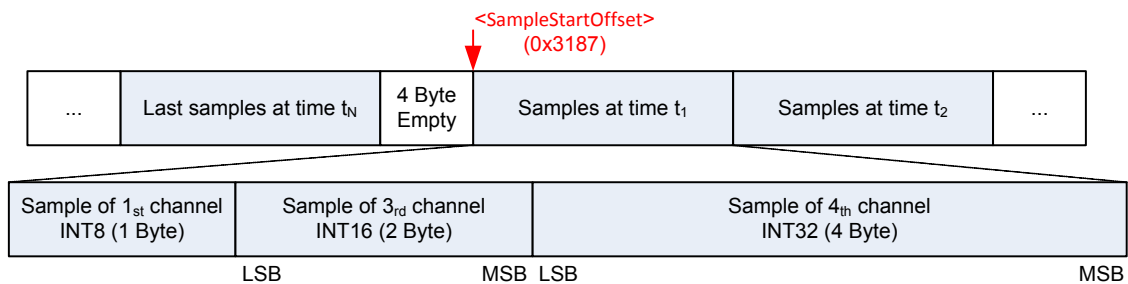 <SampleStartOffset>
(0x3187)
...
Last samples at time tN
4 Byte
Empty
Samples at time t1
Samples at time t2
...
Sample of 1st channel
INT8 (1 Byte)
Sample of 3rd channel
INT16 (2 Byte)
Sample of 4th channel
INT32 (4 Byte)
LSB
MSB
LSB
MSB